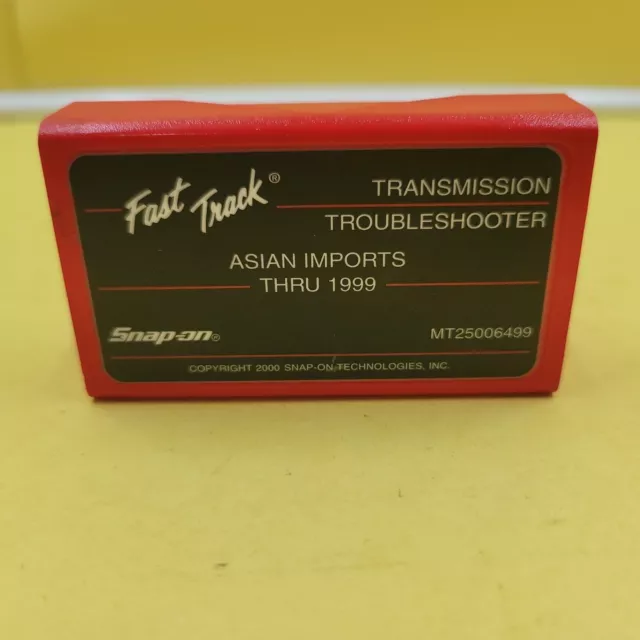 Fast Track®
TRANSMISSION
TROUBLESHOOTER
ASIAN IMPORTS
THRU 1999
Snap-on®
MT25006499
COPYRIGHT 2000 SNAP-ON TECHNOLOGIES, INC.